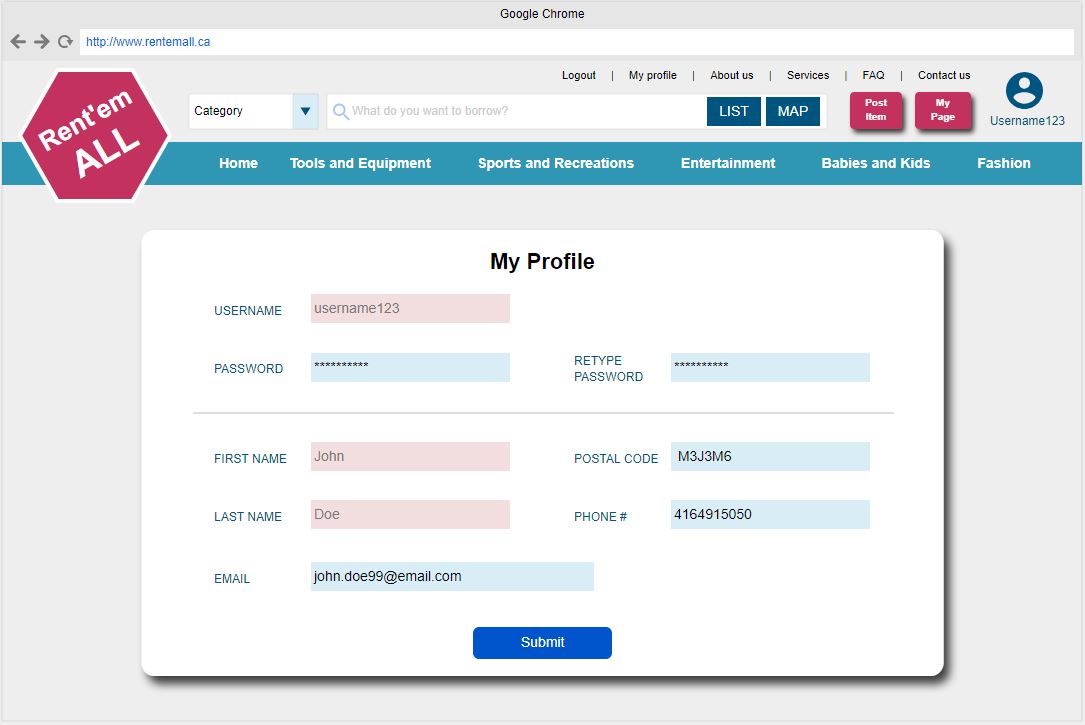 Google Chrome
http://www.rentemall.ca
Logout | My profile | About us | Services | FAQ | Contact us
Rent'em
ALL
Category
What do you want to borrow?
LIST
MAP
Post
Item
My
Page
Username123
Home
Tools and Equipment
Sports and Recreations
Entertainment
Babies and Kids
Fashion
My Profile
USERNAME
username123
PASSWORD
**********
RETYPE
PASSWORD
**********
FIRST NAME
John
POSTAL CODE
M3J3M6
LAST NAME
Doe
PHONE #
4164915050
EMAIL
john.doe99@email.com
Submit